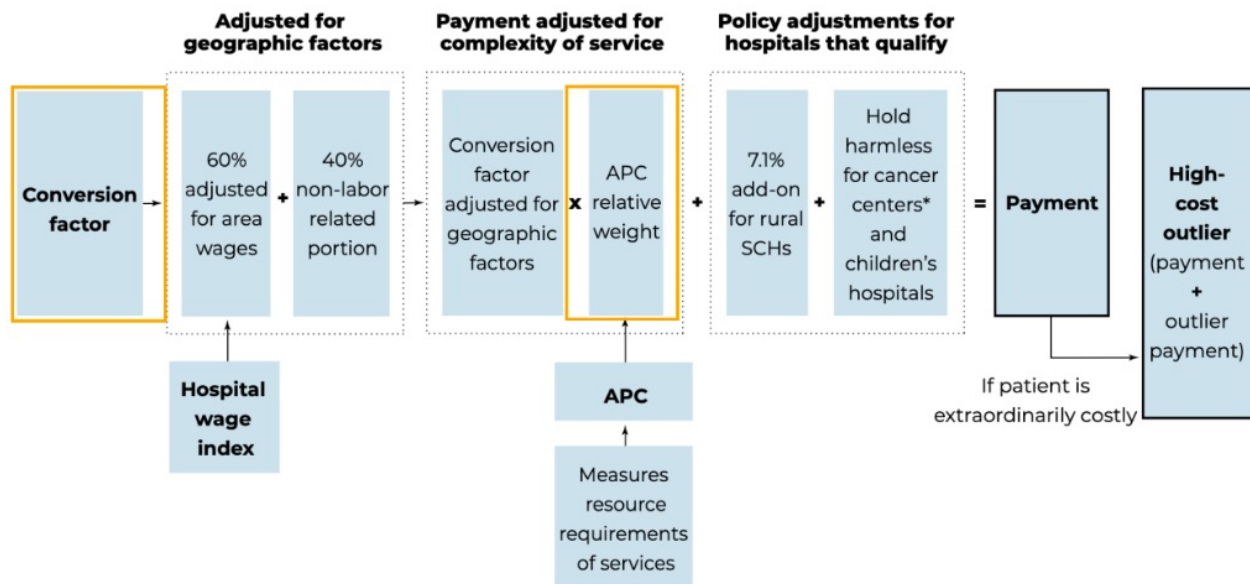 Adjusted for
geographic factors
Payment adjusted for
complexity of service
Policy adjustments for
hospitals that qualify
Conversion
factor
60%
adjusted
for area
wages
+
40%
non-labor
related
portion
Conversion
factor
adjusted for
geographic
factors
x
APC
relative
weight
+
7.1%
add-on
for rural
SCHs
+
Hold
harmless
for cancer
centers*
and
children's
hospitals
=
Payment
High-
cost
outlier
(payment
+
outlier
payment)
Hospital
wage
index
APC
Measures
resource
requirements
of services
If patient is
extraordinarily costly